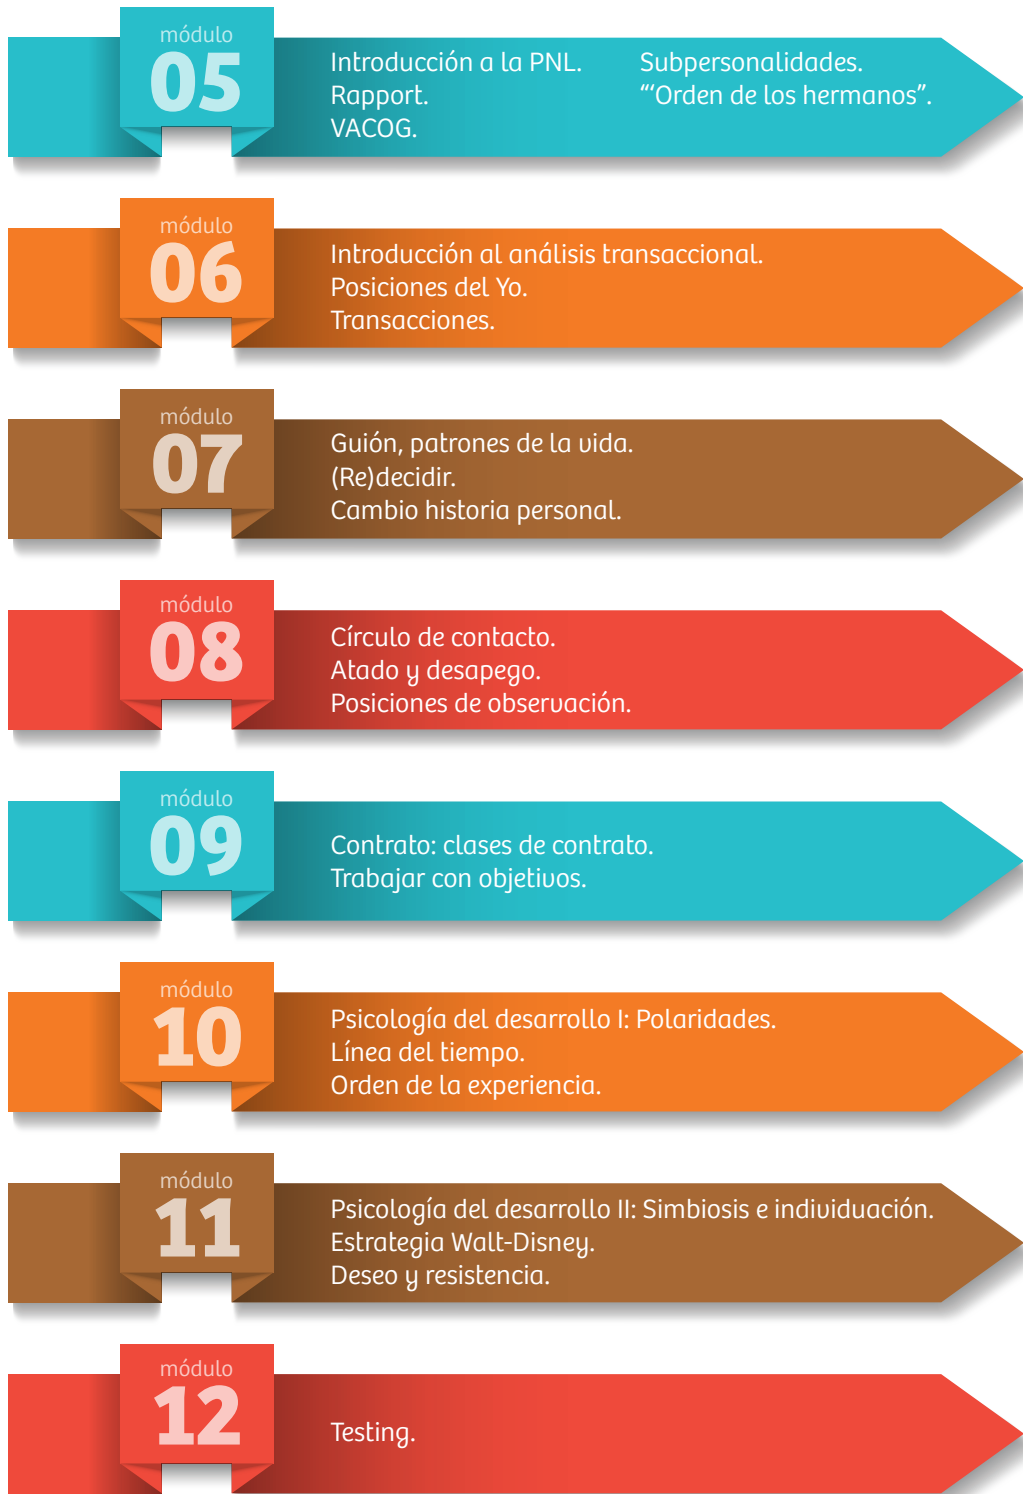 módulo
05
Introducción a la PNL.
Rapport.
VACOG.
Subpersonalidades.
“‘Orden de los hermanos”.
módulo
06
Introducción al análisis transaccional.
Posiciones del Yo.
Transacciones.
módulo
07
Guión, patrones de la vida.
(Re)decidir.
Cambio historia personal.
módulo
08
Círculo de contacto.
Atado y desapego.
Posiciones de observación.
módulo
09
Contrato: clases de contrato.
Trabajar con objetivos.
módulo
10
Psicología del desarrollo I: Polaridades.
Línea del tiempo.
Orden de la experiencia.
módulo
11
Psicología del desarrollo II: Simbiosis e individuación.
Estrategia Walt-Disney.
Deseo y resistencia.
módulo
12
Testing.